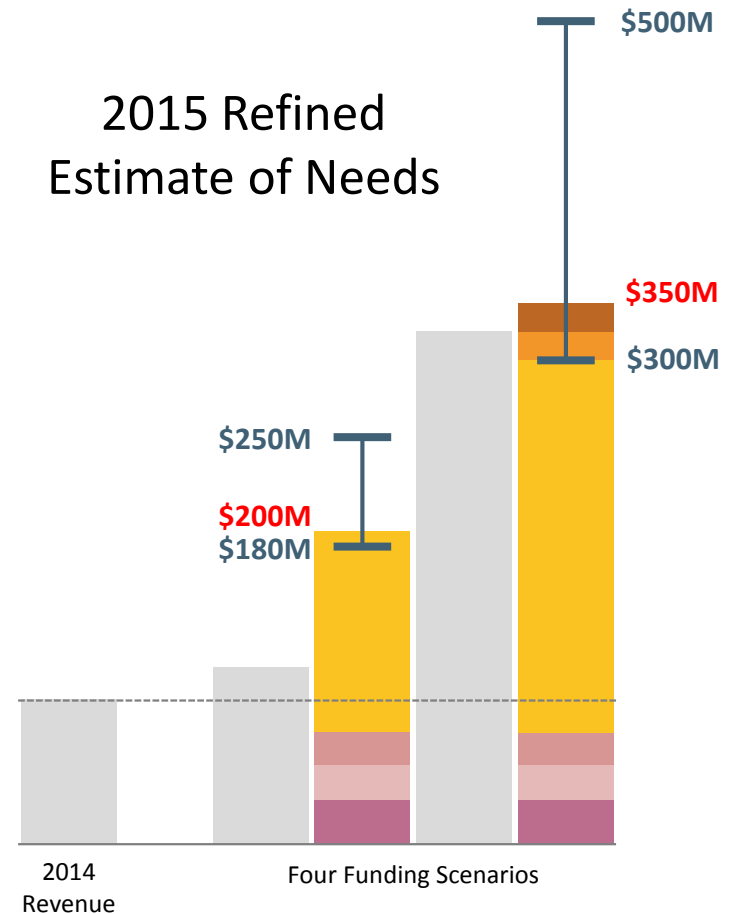 $500M
2015 Refined
Estimate of Needs
$350M
$300M
$250M
$200M
$180M
2014
Revenue
Four Funding Scenarios